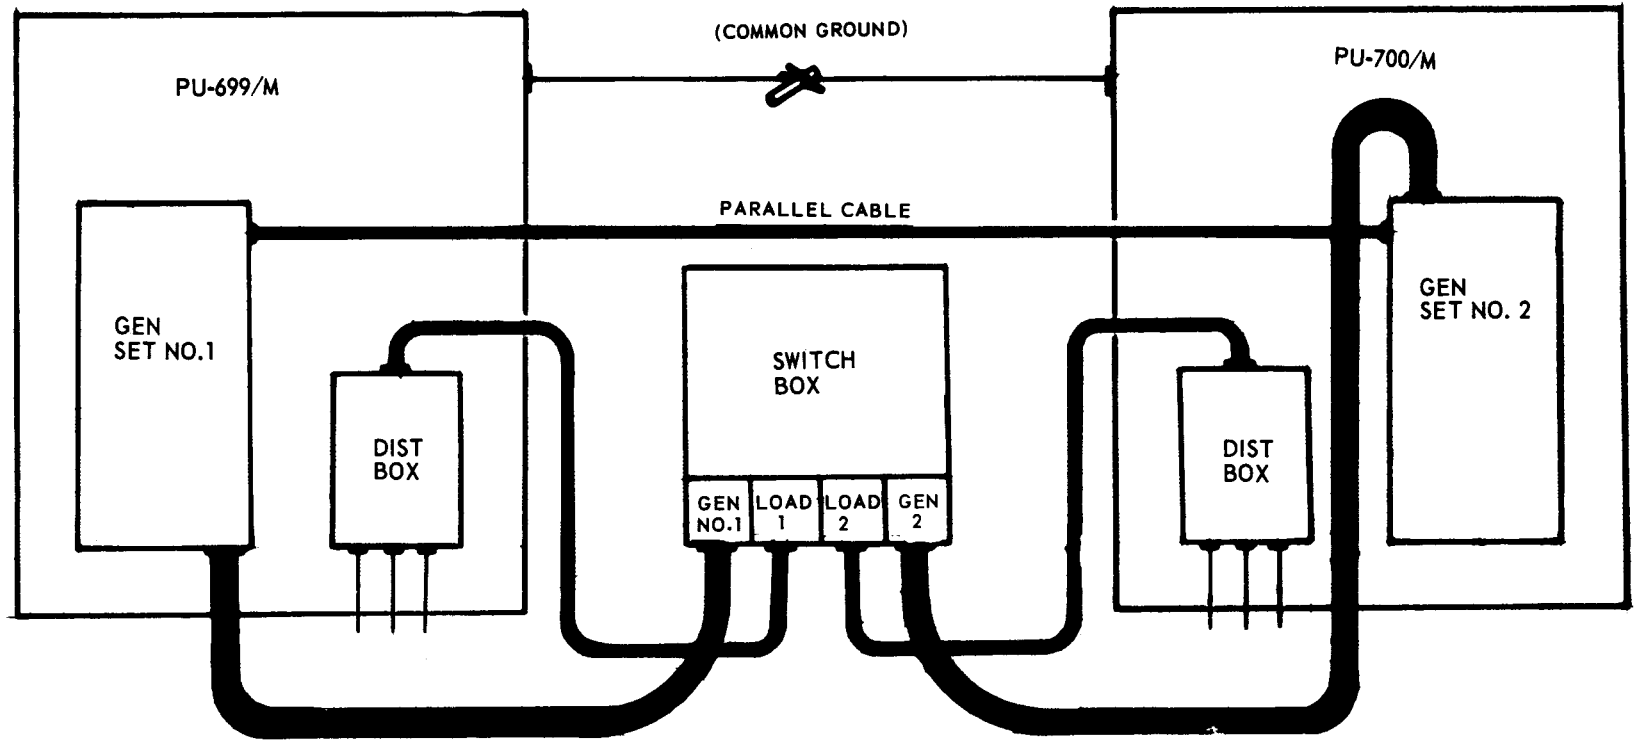 (COMMON GROUND)
PU-699/M
PU-700/M
PARALLEL CABLE
GEN
SET NO.1
GEN
SET NO. 2
SWITCH
BOX
DIST
BOX
DIST
BOX
GEN
NO.1
LOAD
1
LOAD
2
GEN
2